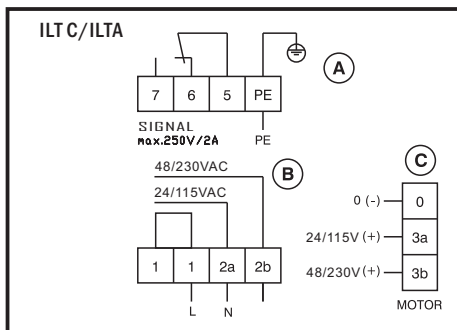 ILT C/ILTA
A
7 6 5 PE
SIGNAL
max.250V/2A
PE
48/230VAC
B
24/115VAC
C
0 (-) 0
24/115V (+) 3a
48/230V (+) 3b
MOTOR
1 1 2a 2b
L N